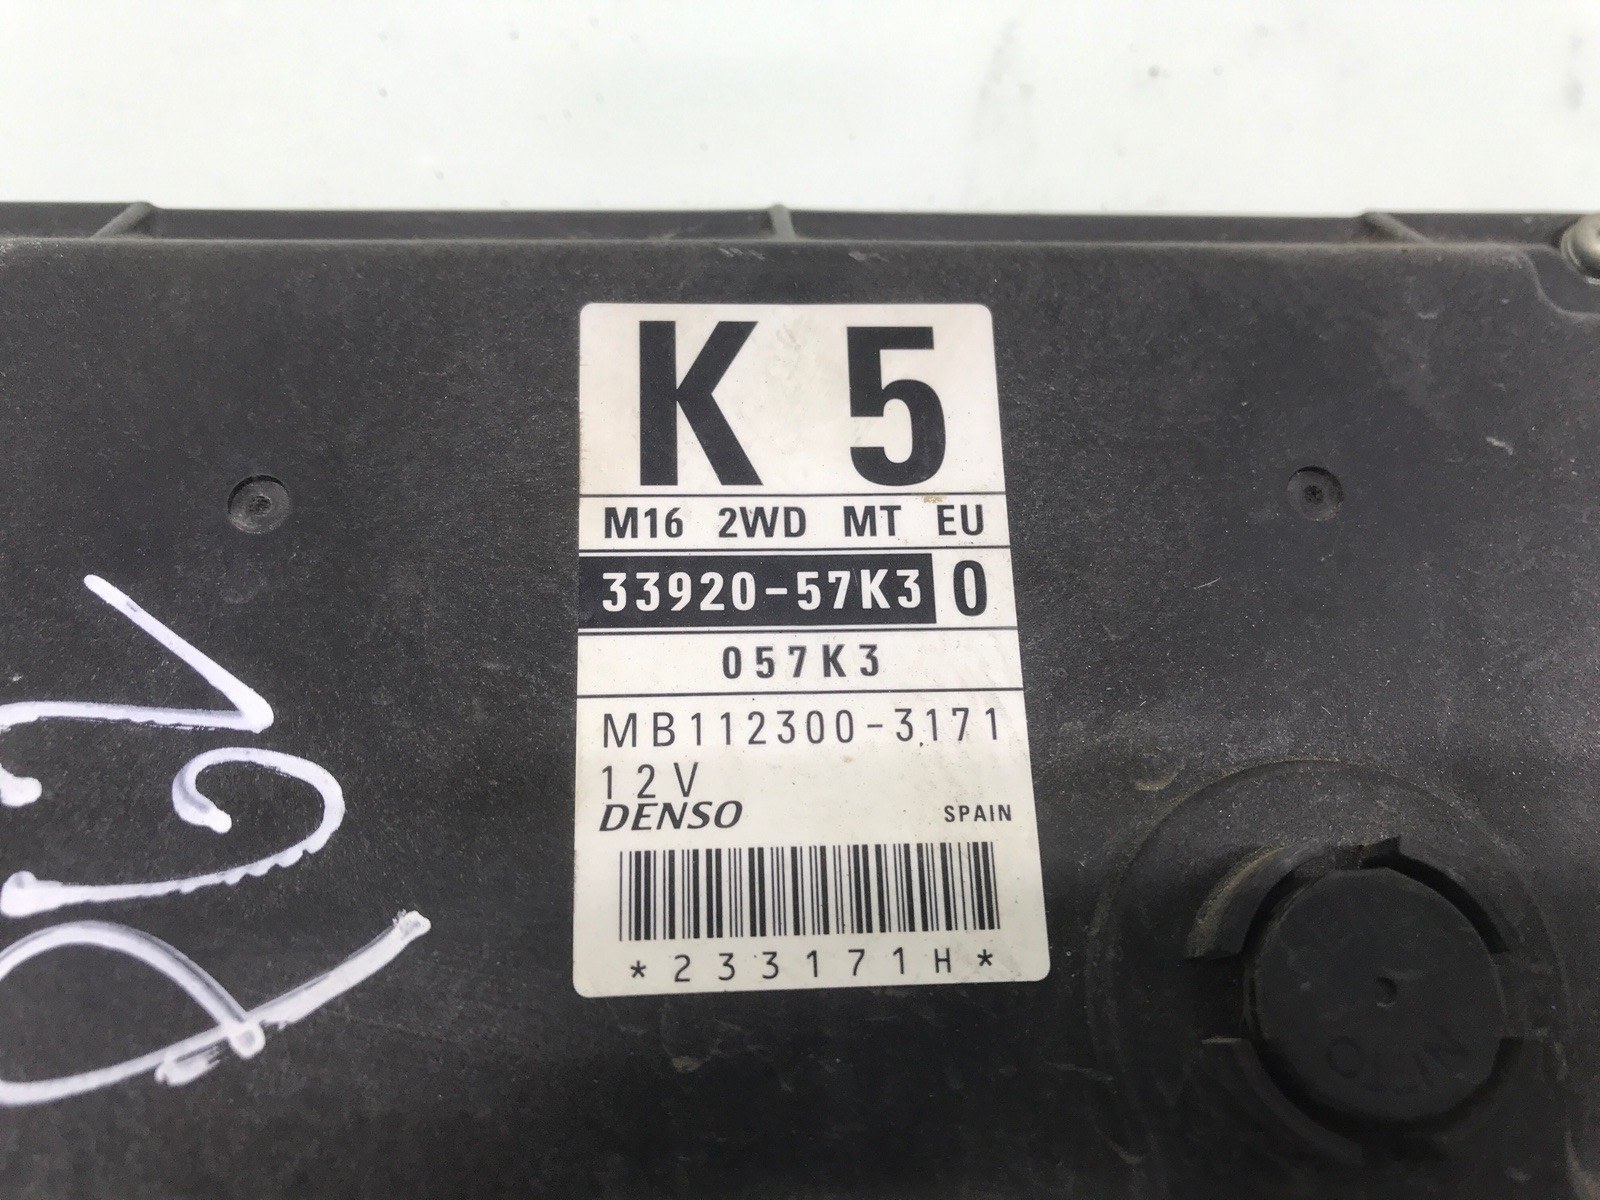 K 5
M16 2WD MT EU
33920-57K3 0
057K3
MB112300-3171
12V
DENSO SPAIN
*233171H*